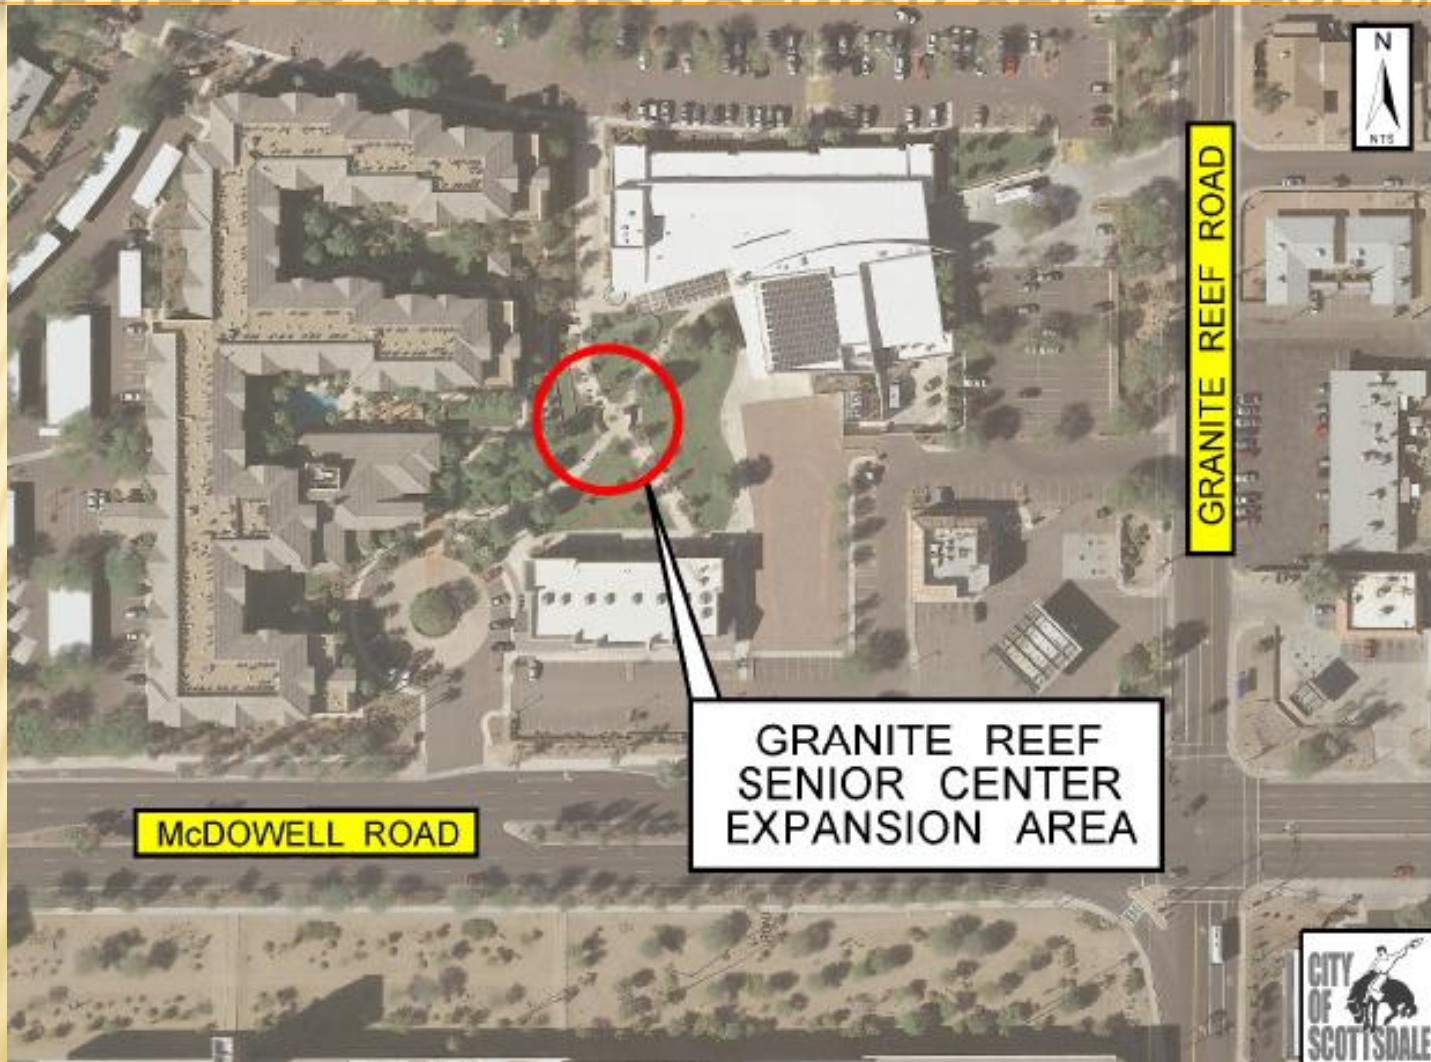 N
NTS
GRANITE REEF ROAD
GRANITE REEF
SENIOR CENTER
EXPANSION AREA
McDOWELL ROAD
CITY
OF
SCOTTSDALE